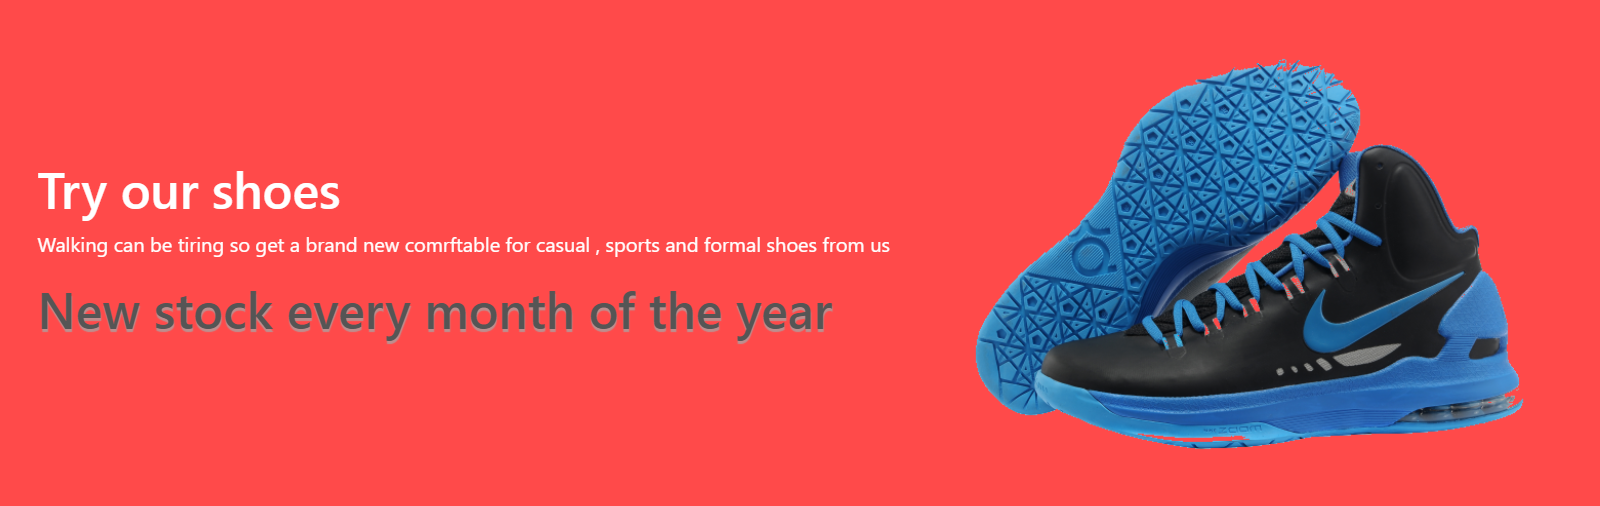 Try our shoes
Walking can be tiring so get a brand new comrftable for casual , sports and formal shoes from us
New stock every month of the year
ZOOM